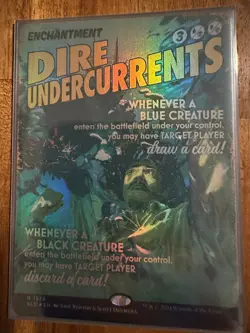 ENCHANTMENT
3
DIRE
UNDERCURRENTS
WHENEVER A
BLUE CREATURE
enters the battlefield under your control,
you may have TARGET PLAYER
draw a card!
WHENEVER A
BLACK CREATURE
enters the battlefield under your control,
you may have TARGET PLAYER
discard a card!